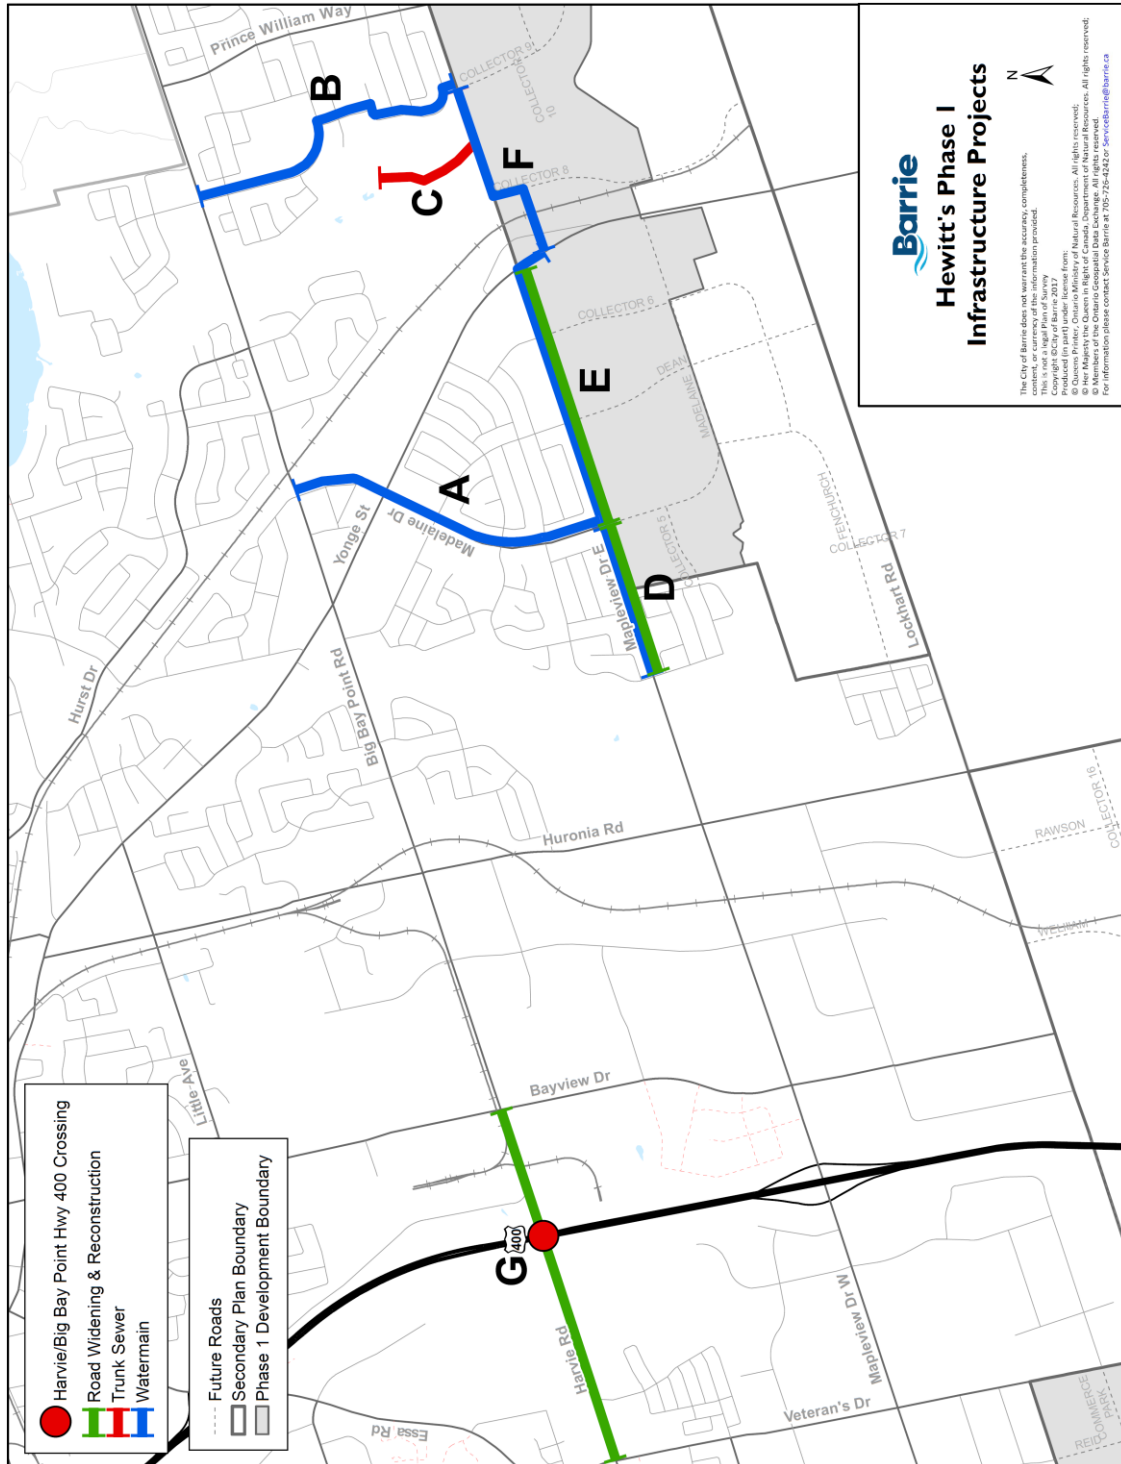 Harvie/Big Bay Point Hwy 400 Crossing
Road Widening & Reconstruction
Trunk Sewer
Watermain
Future Roads
Secondary Plan Boundary
Phase 1 Development Boundary
Barrie
Hewitt's Phase I
Infrastructure Projects
N
The City of Barrie does not warrant the accuracy, completeness,
content, or currency of the information provided.
This is not a legal Plan of Survey
Copyright ©City of Barrie 2017
Produced (in part) under license from:
© Queens Printer, Ontario Ministry of Natural Resources. All rights reserved;
© Her Majesty the Queen in Right of Canada, Department of Natural Resources. All rights reserved;
© Members of the Ontario Geospatial Data Exchange. All rights reserved.
For information please contact Service Barrie at 705-726-4242 or ServiceBarrie@barrie.ca
Prince William Way
B
C
F
A
E
D
G
400
COLLECTOR 9
COLLECTOR
10
COLLECTOR 8
COLLECTOR 6
DEAN
MADELAINE
COLLECTOR 5
FENCHURCH
COLLECTOR 7
Lockhart Rd
Mapleview Dr E
Madelaine Dr
Yonge St
Big Bay Point Rd
Hurst Dr
Huronia Rd
RAWSON
COLLECTOR 16
WELHAM
Little Ave
Bayview Dr
Harvie Rd
Essa Rd
Mapleview Dr W
Veteran's Dr
REID
COMMERCE
PARK